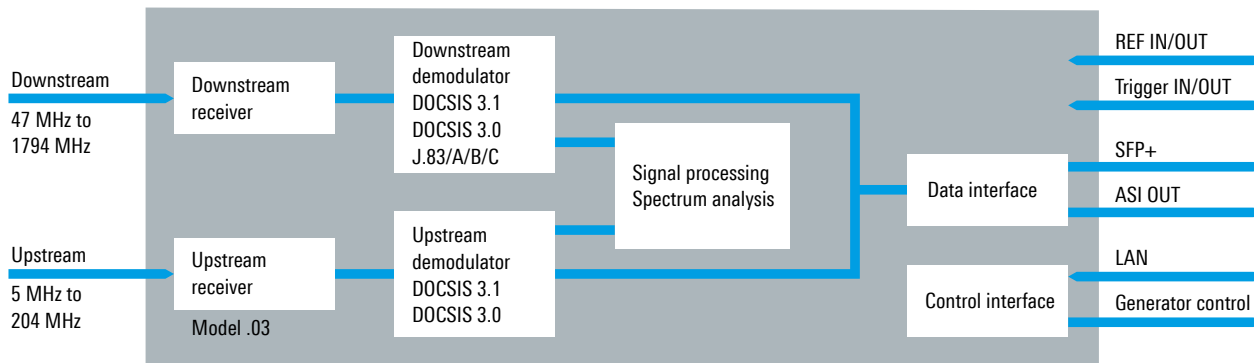 Downstream
47 MHz to
1794 MHz
Downstream
receiver
Downstream
demodulator
DOCSIS 3.1
DOCSIS 3.0
J.83/A/B/C
Signal processing
Spectrum analysis
Upstream
5 MHz to
204 MHz
Upstream
receiver
Model .03
Upstream
demodulator
DOCSIS 3.1
DOCSIS 3.0
Data interface
Control interface
REF IN/OUT
Trigger IN/OUT
SFP+
ASI OUT
LAN
Generator control